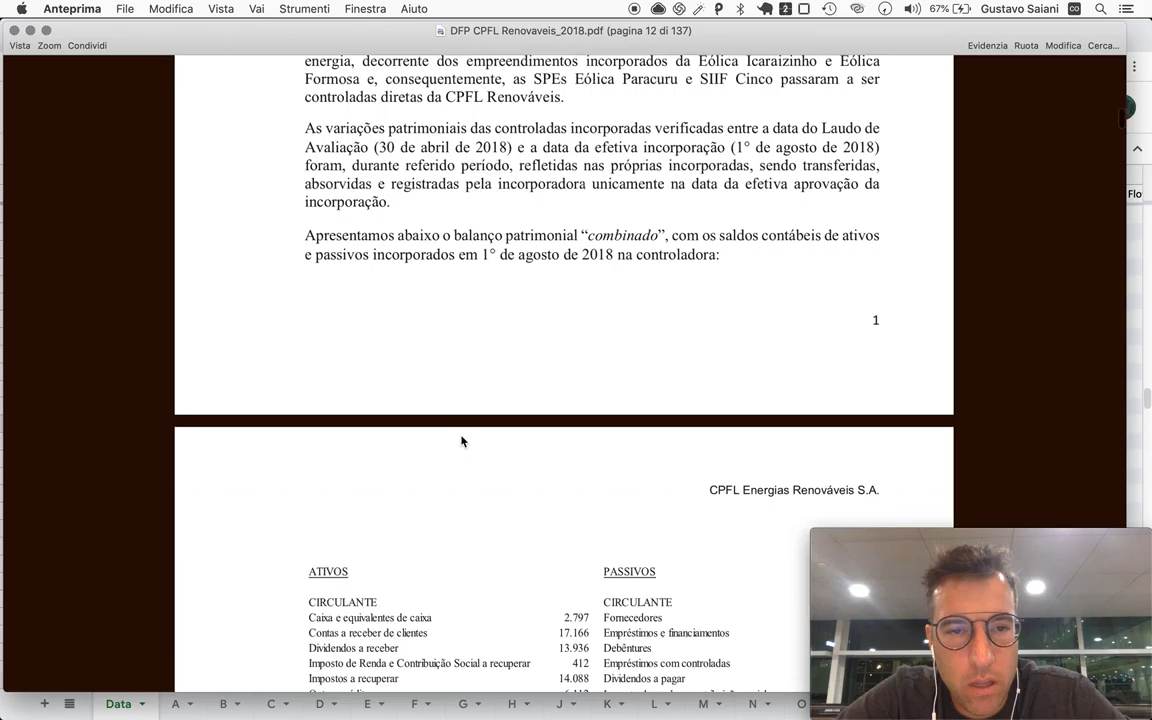 Anteprima File Modifica Vista Vai Strumenti Finestra Aiuto 2 67% Gustavo Saiani
DFP CPFL Renovaveis_2018.pdf (pagina 12 di 137)
Vista Zoom Condividi Evidenzia Ruota Modifica Cerca...
energia, decorrente dos empreendimentos incorporados da Eólica Icaraizinho e Eólica
Formosa e, consequentemente, as SPEs Eólica Paracuru e SIIF Cinco passaram a ser
controladas diretas da CPFL Renováveis.
As variações patrimoniais das controladas incorporadas verificadas entre a data do Laudo de
Avaliação (30 de abril de 2018) e a data da efetiva incorporação (1° de agosto de 2018)
foram, durante referido período, refletidas nas próprias incorporadas, sendo transferidas,
absorvidas e registradas pela incorporadora unicamente na data da efetiva aprovação da
incorporação.
Flo
Apresentamos abaixo o balanço patrimonial “combinado”, com os saldos contábeis de ativos
e passivos incorporados em 1° de agosto de 2018 na controladora:
1
CPFL Energias Renováveis S.A.
ATIVOS PASSIVOS
CIRCULANTE CIRCULANTE
Caixa e equivalentes de caixa 2.797 Fornecedores
Contas a receber de clientes 17.166 Empréstimos e financiamentos
Dividendos a receber 13.936 Debêntures
Imposto de Renda e Contribuição Social a recuperar 412 Empréstimos com controladas
Impostos a recuperar 14.088 Dividendos a pagar
Data A B C D E F G H I J K L M N O